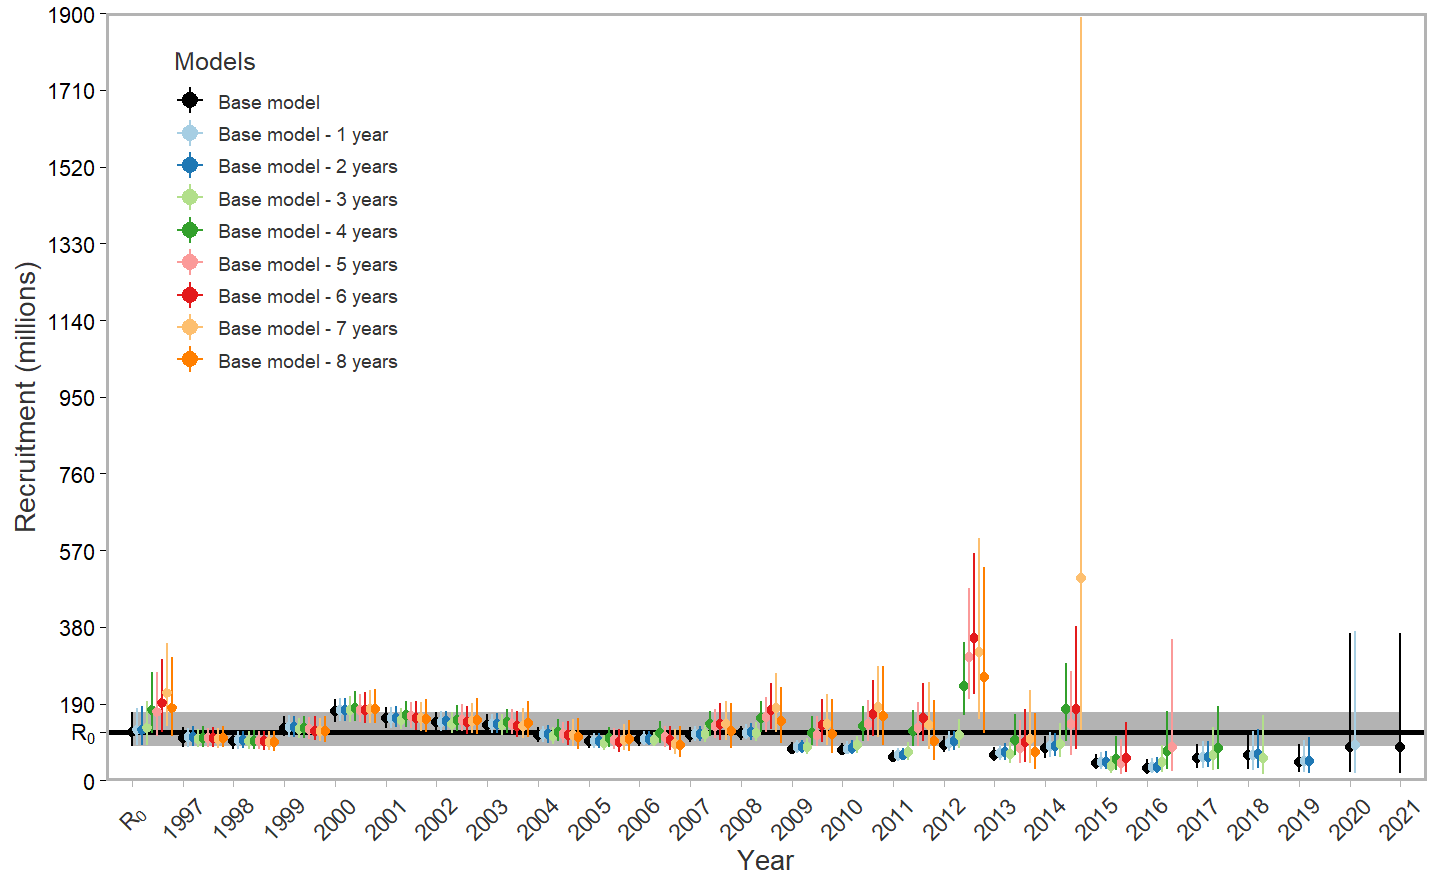 1900
1710
1520
1330
1140
950
760
570
380
190
R0
0
Recruitment (millions)
Models
Base model
Base model - 1 year
Base model - 2 years
Base model - 3 years
Base model - 4 years
Base model - 5 years
Base model - 6 years
Base model - 7 years
Base model - 8 years
R0 1997 1998 1999 2000 2001 2002 2003 2004 2005 2006 2007 2008 2009 2010 2011 2012 2013 2014 2015 2016 2017 2018 2019 2020 2021
Year